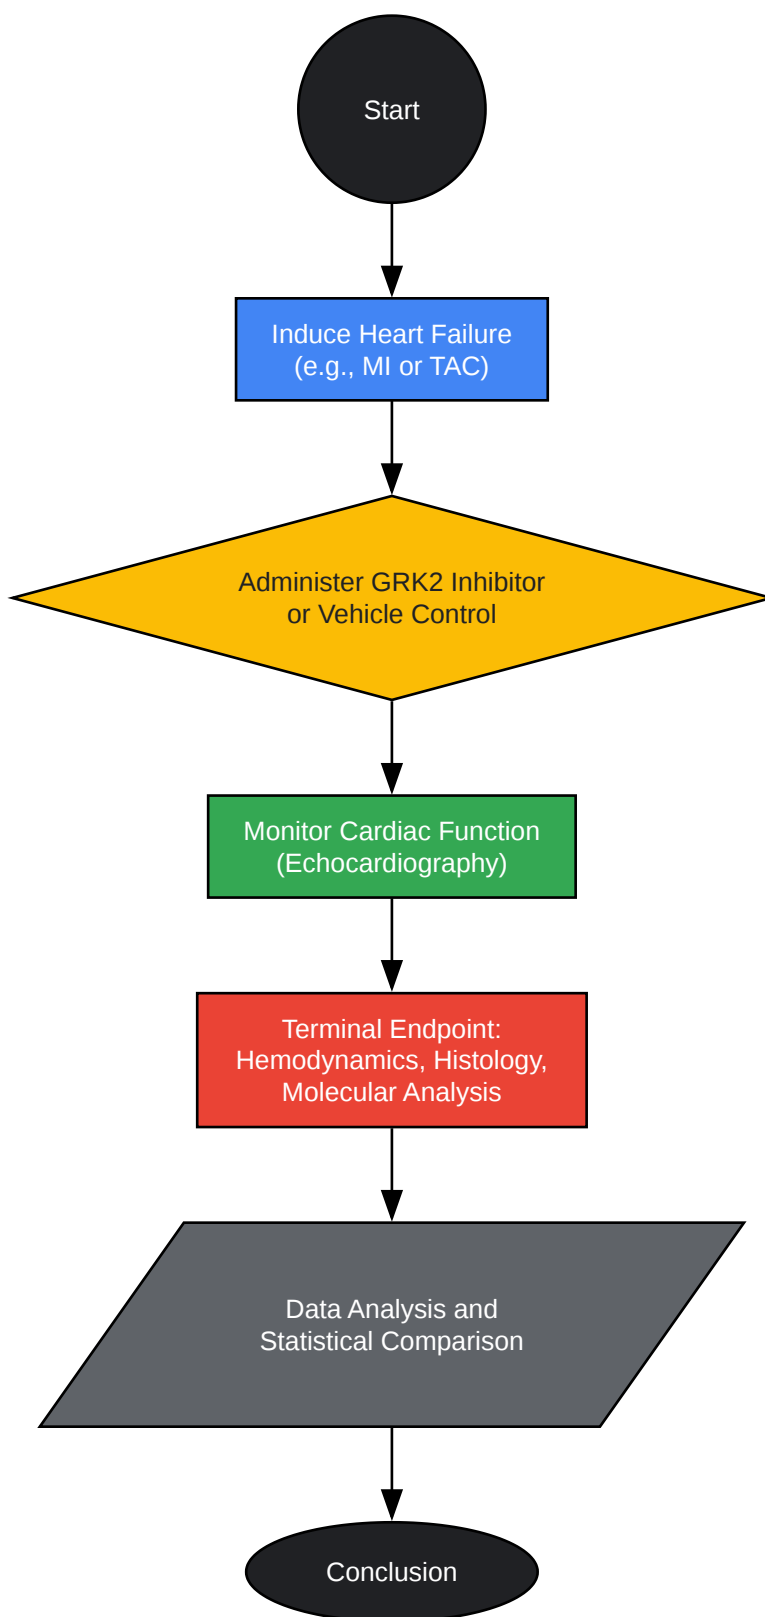 Start
Induce Heart Failure
(e.g., MI or TAC)
Administer GRK2 Inhibitor
or Vehicle Control
Monitor Cardiac Function
(Echocardiography)
Terminal Endpoint:
Hemodynamics, Histology,
Molecular Analysis
Data Analysis and
Statistical Comparison
Conclusion